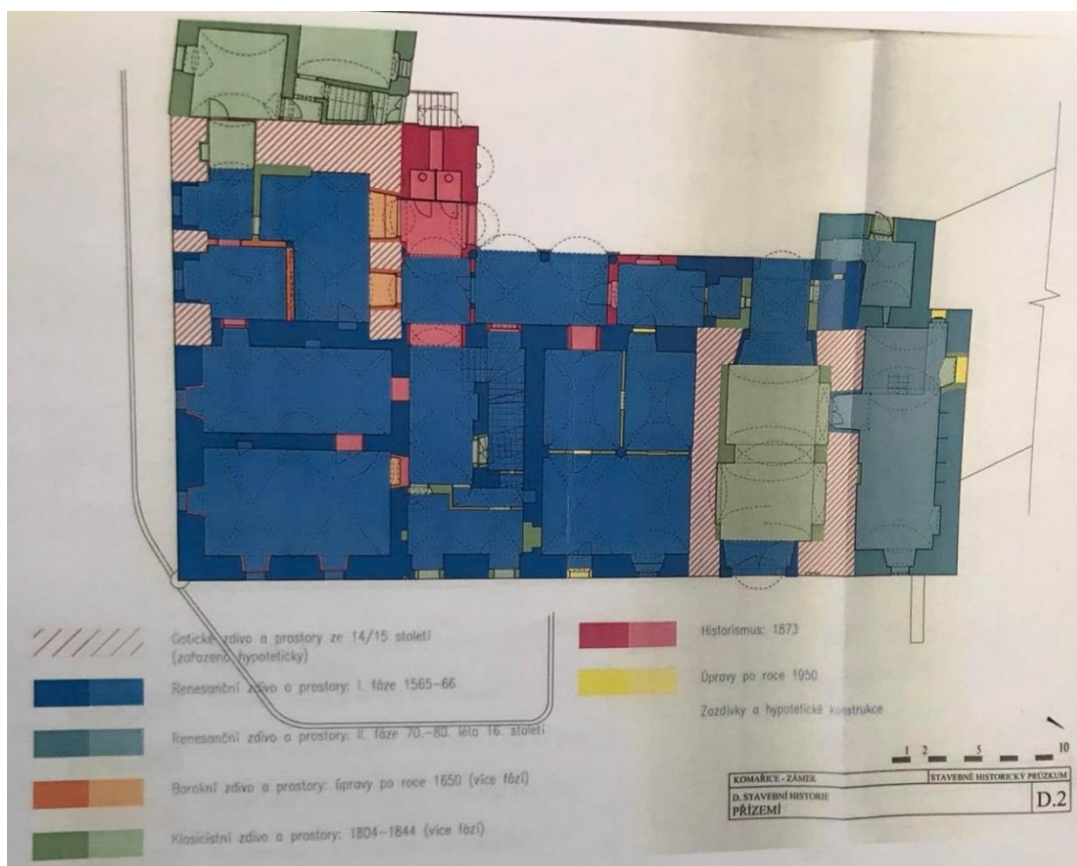 Gotické zdivo a prostory ze 14/15 století
(zařazeno hypoteticky)
Renesanční zdivo a prostory: I. fáze 1565-66
Renesanční zdivo a prostory: II. fáze 70.-80. léta 16. století
Barokní zdivo a prostory: úpravy po roce 1650 (více fází)
Klasicistní zdivo a prostory: 1804-1844 (více fází)
Historismus: 1873
Úpravy po roce 1950
Zazdívky a hypotetické konstrukce
1 2 5 10
KOMAŘICE - ZÁMEK
STAVEBNĚ HISTORICKÝ PRŮZKUM
D. STAVEBNÍ HISTORIE
PŘÍZEMÍ
D.2